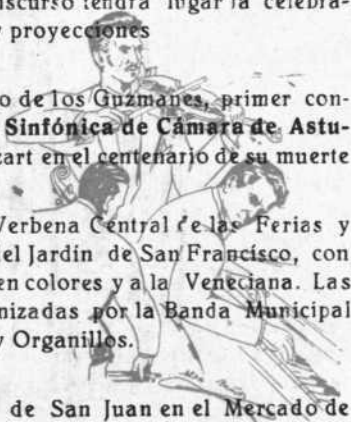 discurso tendrá lugar la celebra-
y proyecciones
o de los Guzmanes, primer con-
Sinfónica de Cámara de Astu-
zart en el centenario de su muerte
Verbena Central de las Ferias y
el Jardín de San Francisco, con
en colores y a la Veneciana. Las
nizadas por la Banda Municipal
y Organillos.
de San Juan en el Mercado de